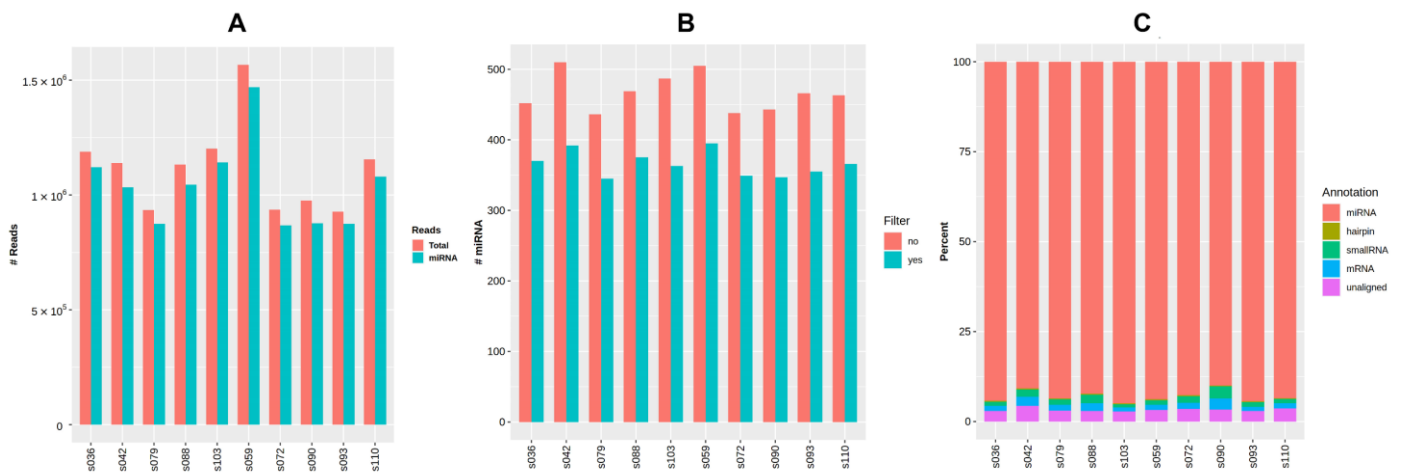 A
1.5 × 10⁶
1 × 10⁶
5 × 10⁵
0
# Reads
s036 s042 s079 s088 s103 s059 s072 s090 s093 s110
Reads
Total
miRNA
B
500
400
300
200
100
0
# miRNA
s036 s042 s079 s088 s103 s059 s072 s090 s093 s110
Filter
no
yes
C
100
75
50
25
0
Percent
s036 s042 s079 s088 s103 s059 s072 s090 s093 s110
Annotation
miRNA
hairpin
smallRNA
mRNA
unaligned